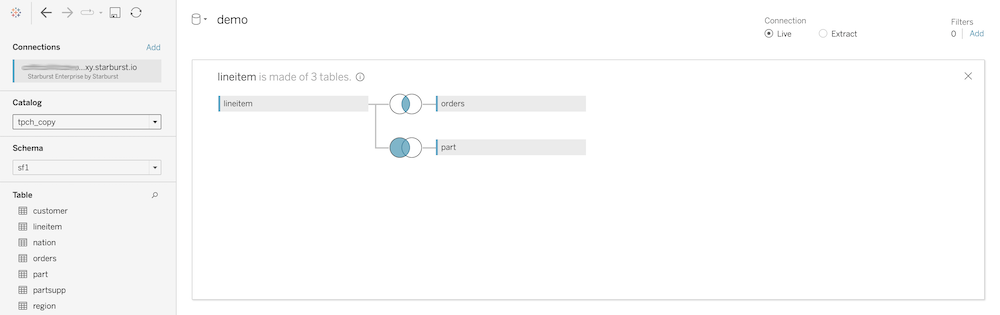 demo
Connection
Live
Extract
Filters
0
Add
Connections
Add
...xy.starburst.io
Starburst Enterprise by Starburst
Catalog
tpch_copy
Schema
sf1
Table
customer
lineitem
nation
orders
part
partsupp
region
lineitem is made of 3 tables.
lineitem
orders
part